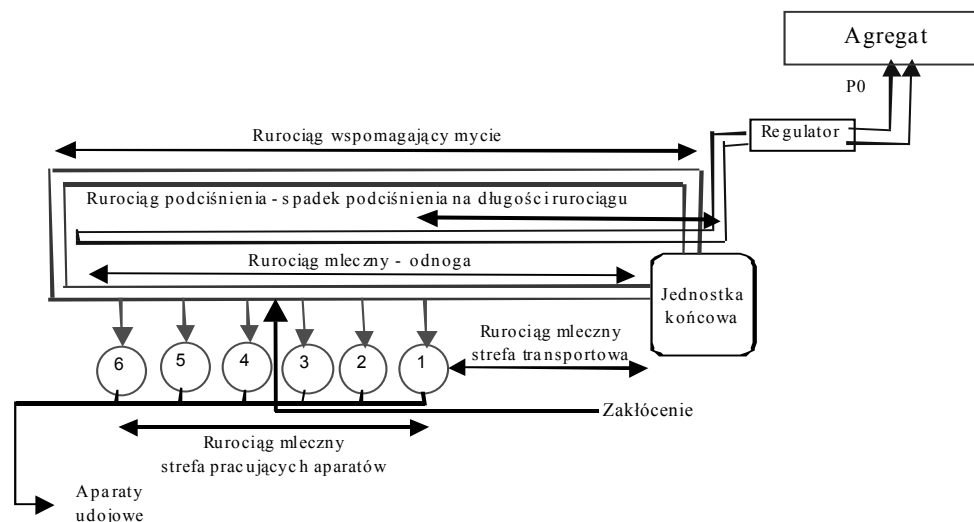 Agregat
P0
Regulator
Rurociąg wspomagający mycie
Rurociąg podciśnienia - spadek podciśnienia na długości rurociągu
Rurociąg mleczny - odnoga
Jednostka
końcowa
Rurociąg mleczny
strefa transportowa
6
5
4
3
2
1
Zakłócenie
Rurociąg mleczny
strefa pracujących aparatów
Aparaty
udojowe